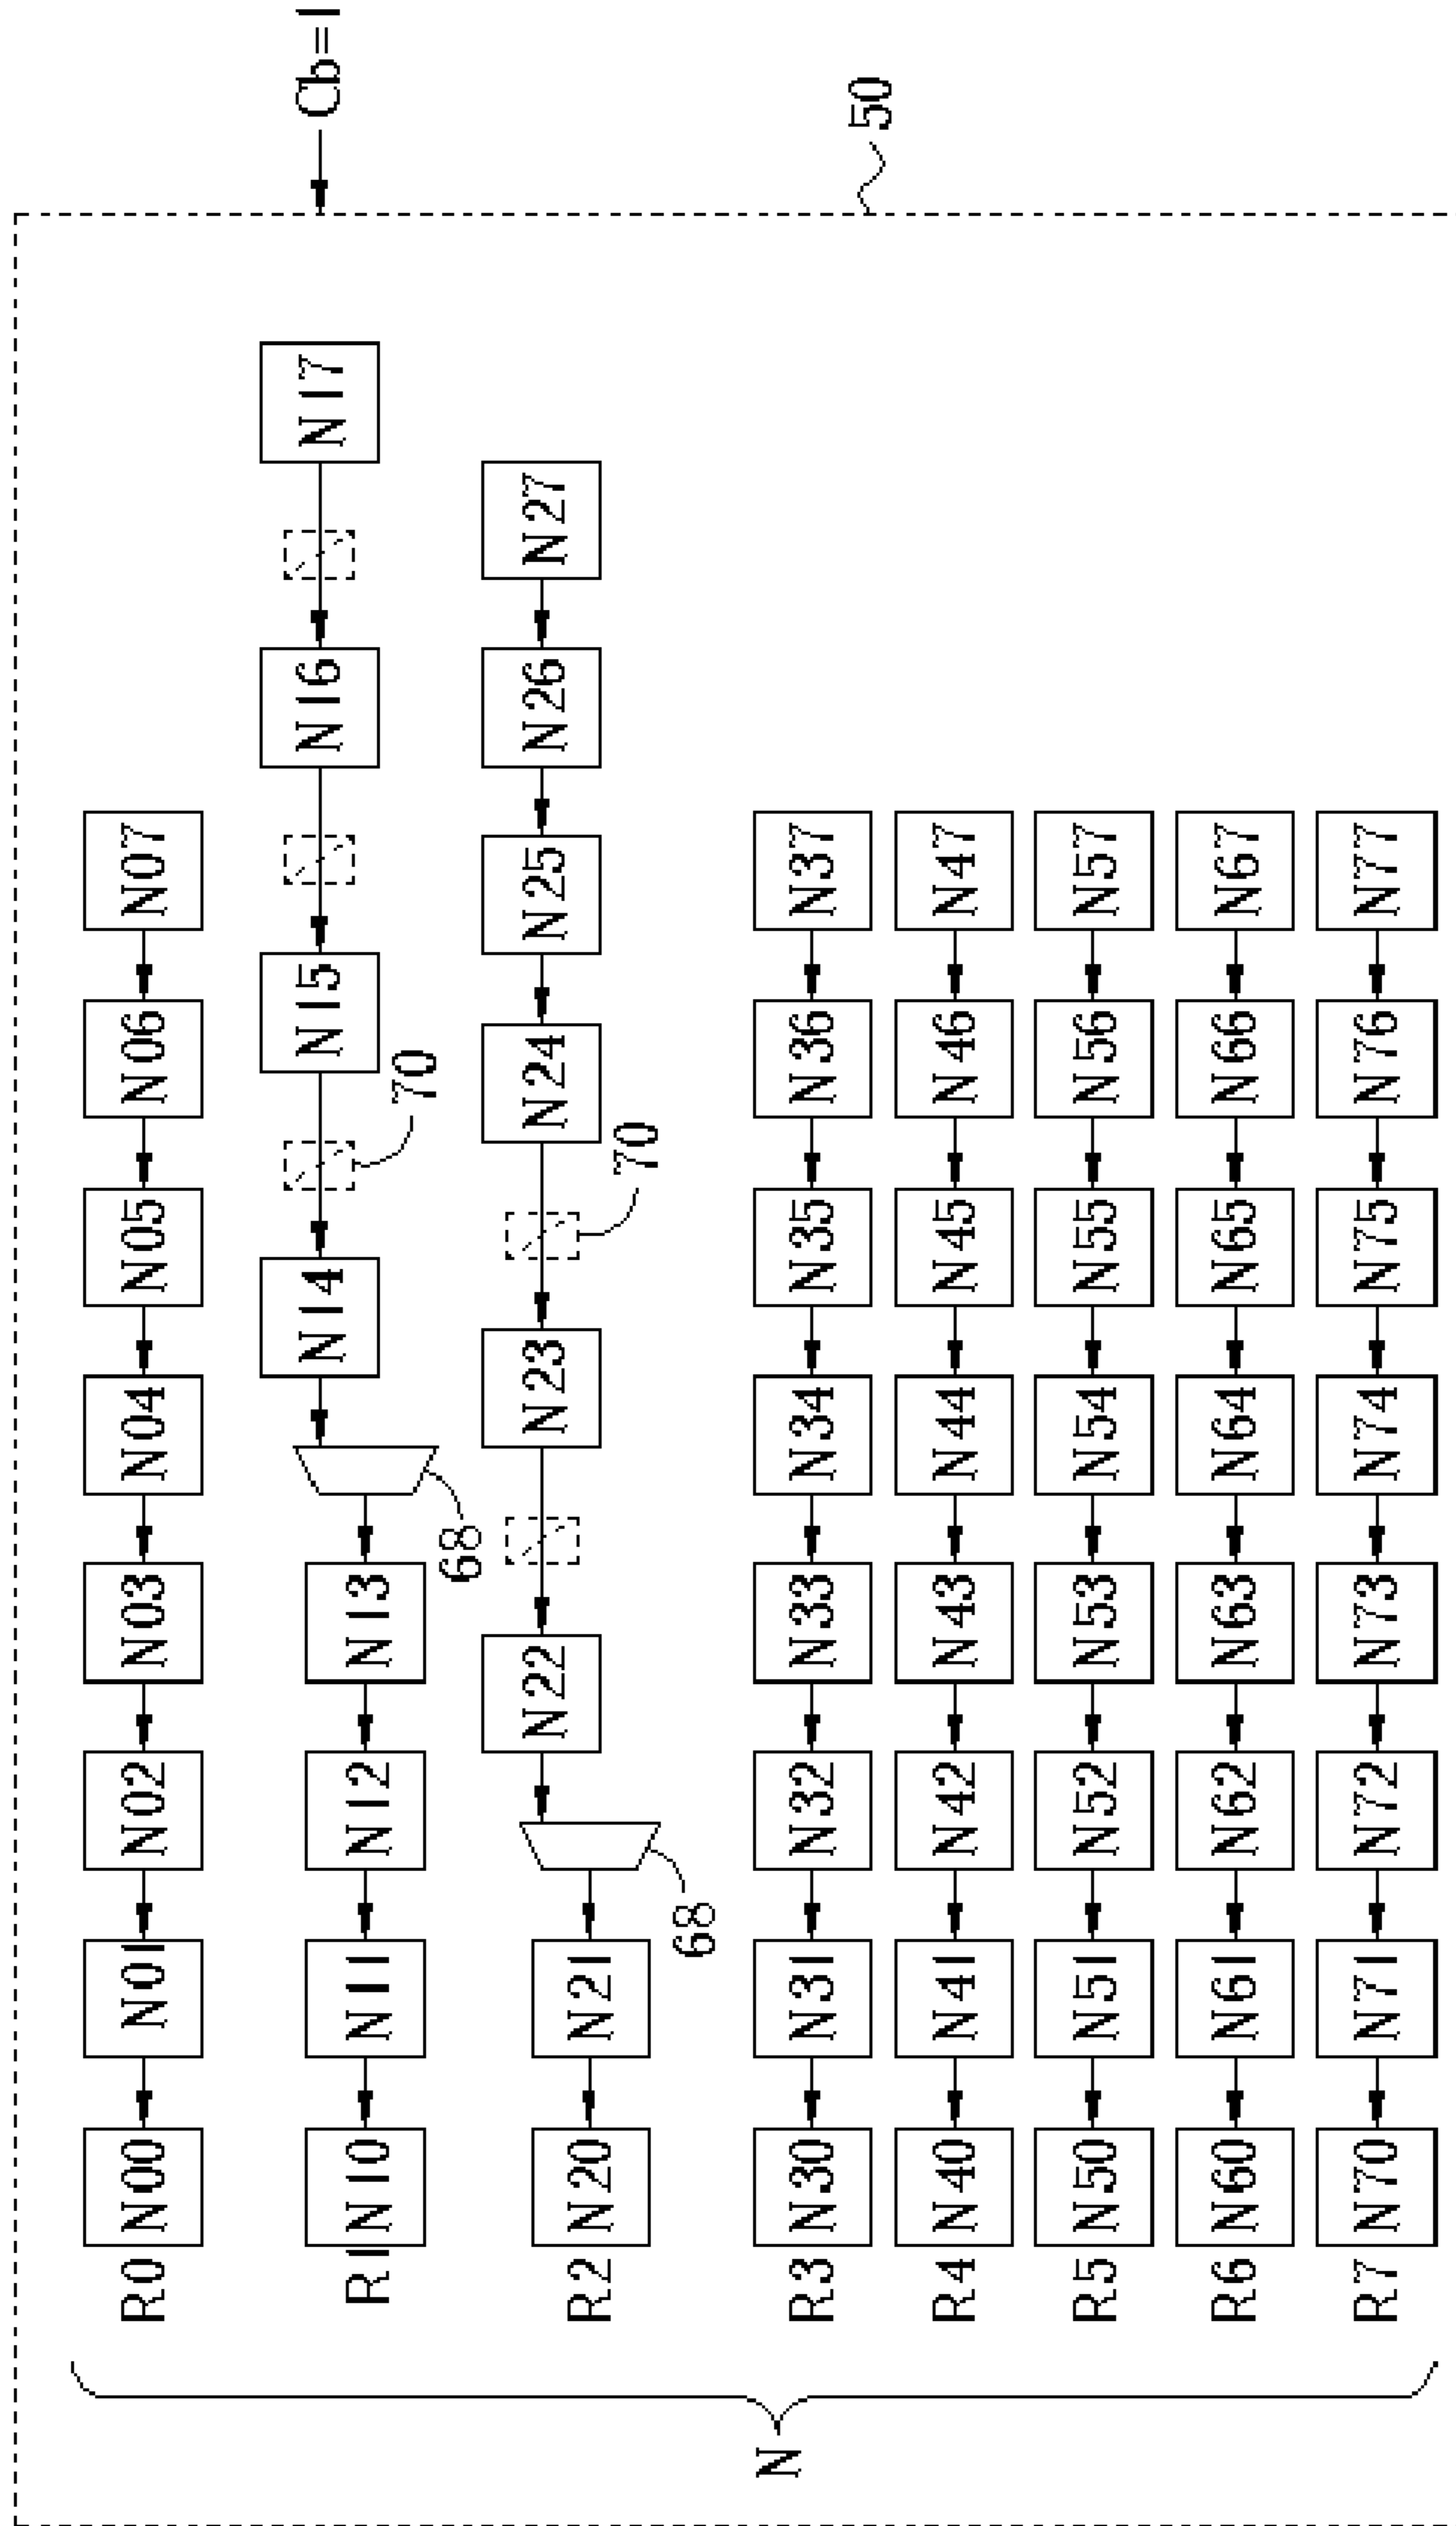 Cb=1
50
R0 N00 N01 N02 N03 N04 N05 N06 N07
R1 N10 N11 N12 N13 N14 N15 N16 N17
68
70
R2 N20 N21 N22 N23 N24 N25 N26 N27
68
70
R3 N30 N31 N32 N33 N34 N35 N36 N37
R4 N40 N41 N42 N43 N44 N45 N46 N47
R5 N50 N51 N52 N53 N54 N55 N56 N57
R6 N60 N61 N62 N63 N64 N65 N66 N67
R7 N70 N71 N72 N73 N74 N75 N76 N77
N